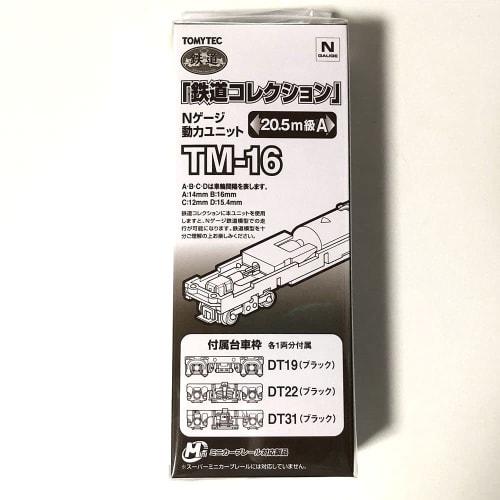 TOMYTEC
N
GAUGE
鉄道
「鉄道コレクション」
Nゲージ
動力ユニット
20.5m級A
TM-16
A・B・C・Dは車輪間隔を表します。
A:14mm B:16mm
C:12mm D:15.4mm
鉄道コレクションに本ユニットを使用
しますと、Nゲージ鉄道模型での走
行が可能になります。鉄道模型を十
分ご理解の上お楽しみください。
付属台車枠 各1両分付属
DT19(ブラック)
DT22(ブラック)
DT31(ブラック)
ミニカーブレール対応製品
※スーパーミニカーブレールには対応していません。